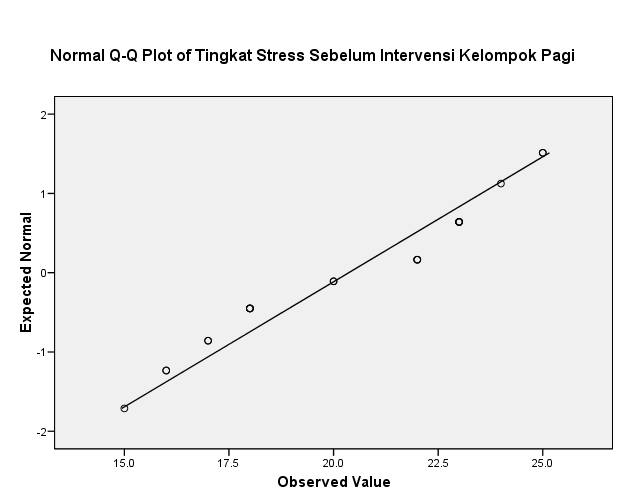 Normal Q-Q Plot of Tingkat Stress Sebelum Intervensi Kelompok Pagi
2
1
0
-1
-2
Expected Normal
15.0 17.5 20.0 22.5 25.0
Observed Value